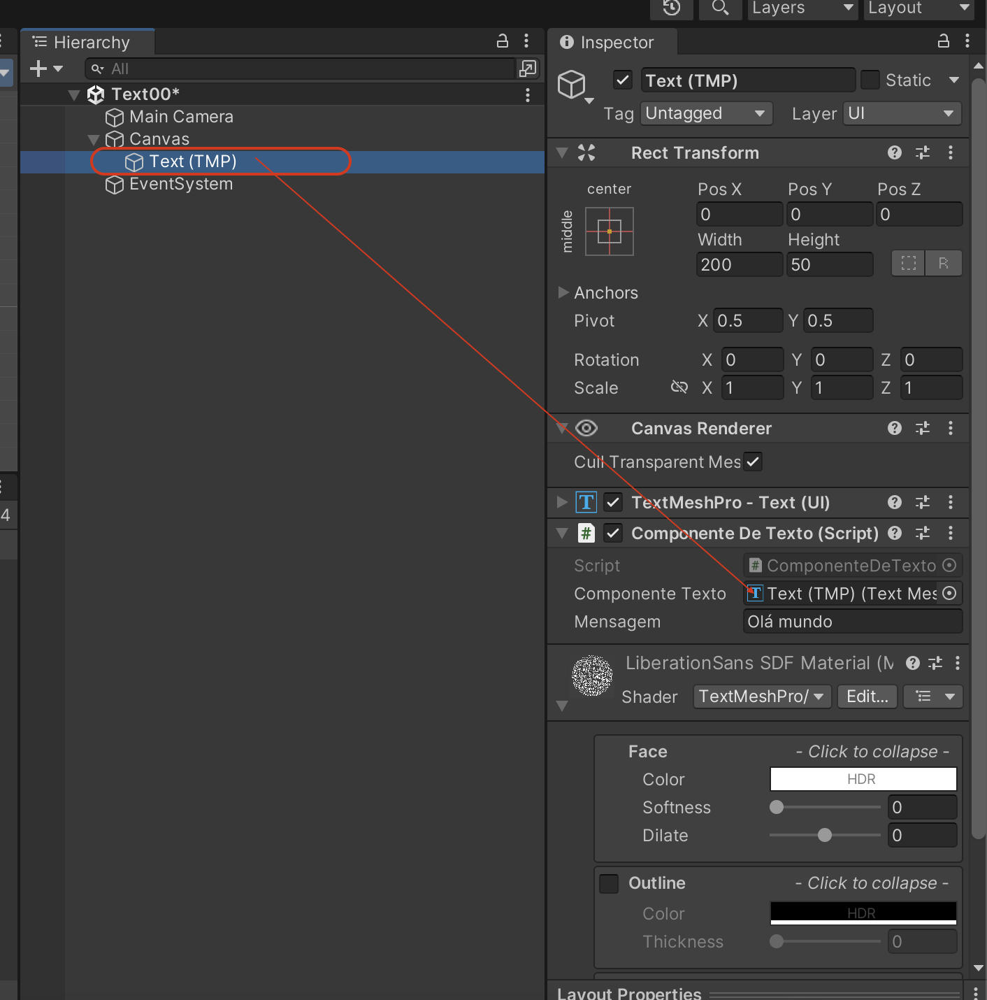 Layers
Layout
Hierarchy
All
Text00*
Main Camera
Canvas
Text (TMP)
EventSystem
4
Inspector
Text (TMP)
Static
Tag Untagged
Layer UI
Rect Transform
center
middle
Pos X Pos Y Pos Z
0 0 0
Width Height
200 50
R
Anchors
Pivot X 0.5 Y 0.5
Rotation X 0 Y 0 Z 0
Scale X 1 Y 1 Z 1
Canvas Renderer
Cull Transparent Mes
T TextMeshPro - Text (UI)
# Componente De Texto (Script)
Script # ComponenteDeTexto
Componente Texto T Text (TMP) (Text Mes
Mensagem Olá mundo
LiberationSans SDF Material (M
Shader TextMeshPro/ Edit...
Face - Click to collapse -
Color HDR
Softness 0
Dilate 0
Outline - Click to collapse -
Color HDR
Thickness 0
Layout Properties